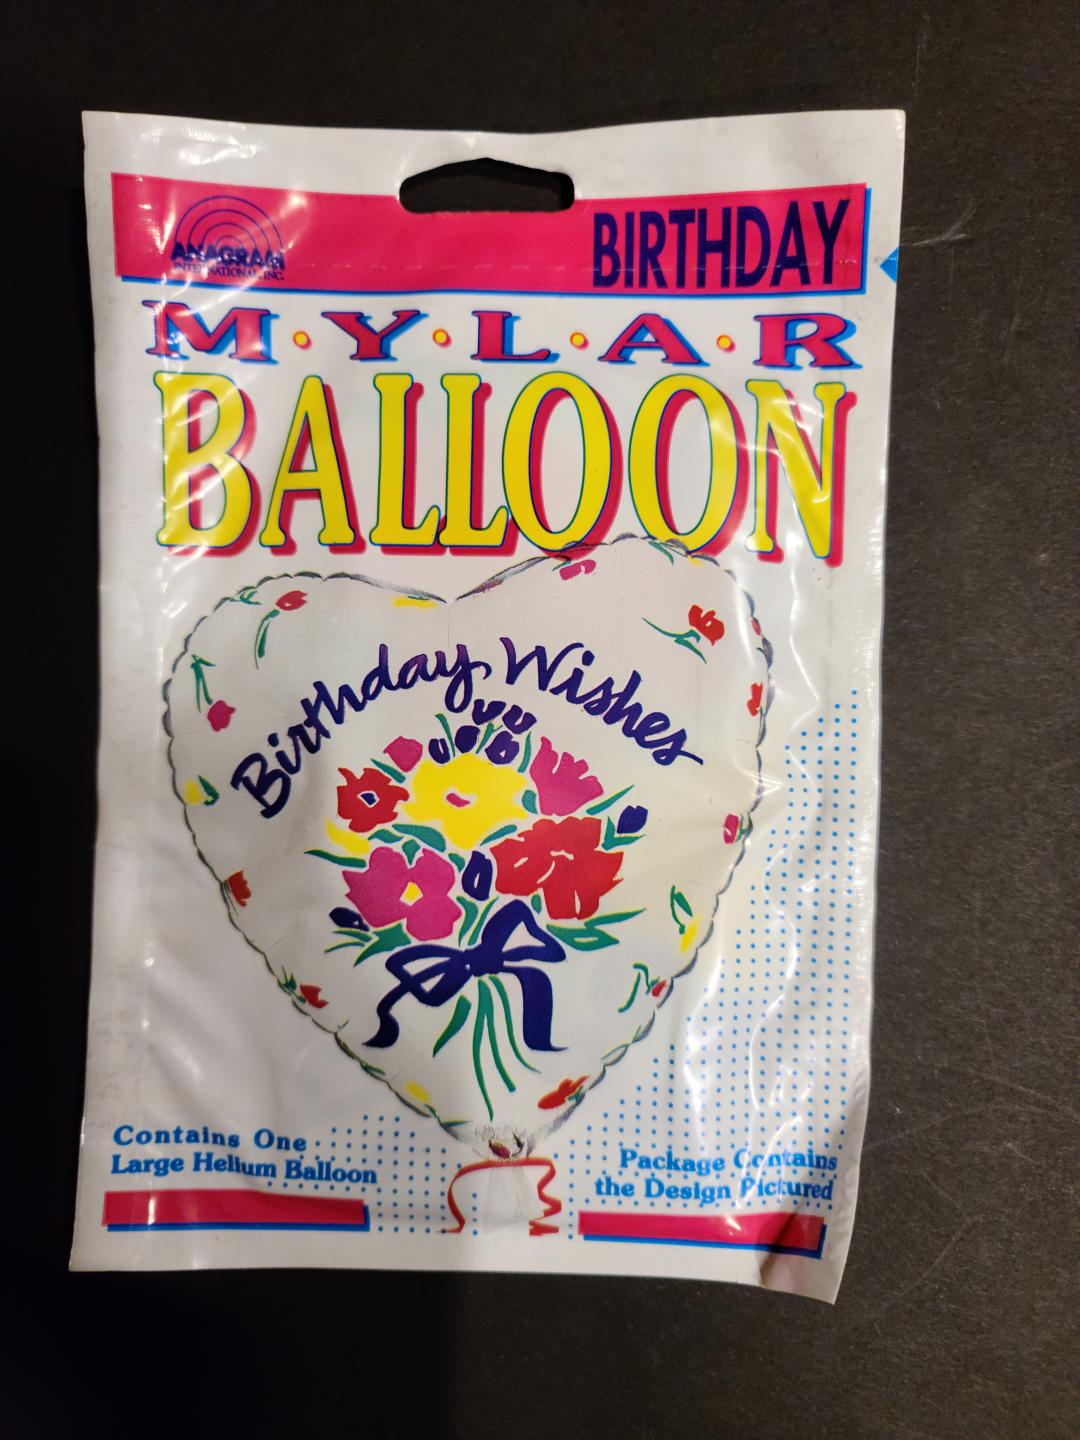 ANAGRAM
INTERNATIONAL, INC.
BIRTHDAY
M·Y·L·A·R
BALLOON
Birthday Wishes
Contains One
Large Helium Balloon
Package Contains
the Design Pictured